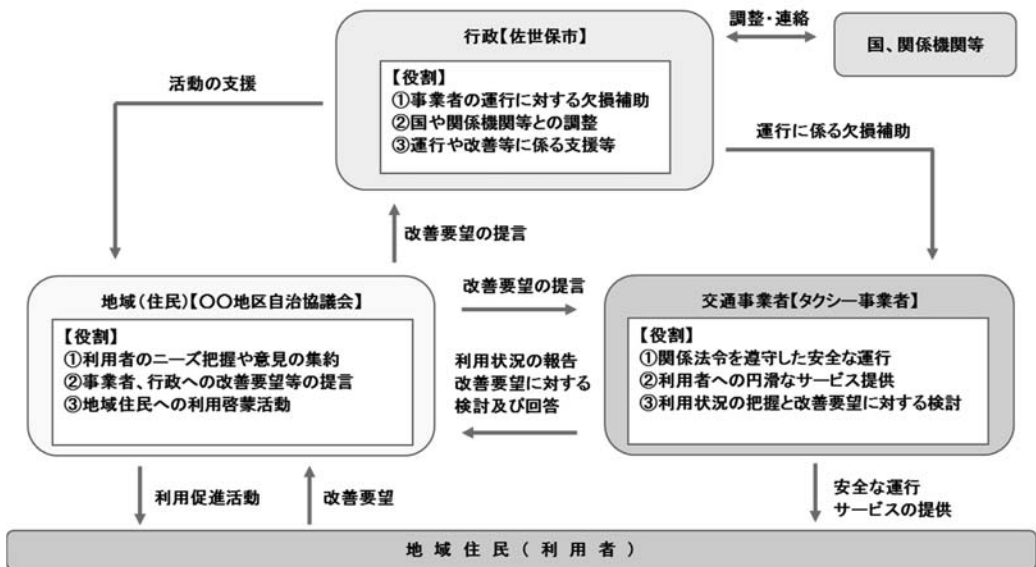 行政【佐世保市】
【役割】
①事業者の運行に対する欠損補助
②国や関係機関等との調整
③運行や改善等に係る支援等
調整・連絡
国、関係機関等
活動の支援
運行に係る欠損補助
改善要望の提言
地域（住民）【〇〇地区自治協議会】
【役割】
①利用者のニーズ把握や意見の集約
②事業者、行政への改善要望等の提言
③地域住民への利用啓蒙活動
改善要望の提言
利用状況の報告
改善要望に対する
検討及び回答
交通事業者【タクシー事業者】
【役割】
①関係法令を遵守した安全な運行
②利用者への円滑なサービス提供
③利用状況の把握と改善要望に対する検討
利用促進活動
改善要望
安全な運行
サービスの提供
地域住民（利用者）